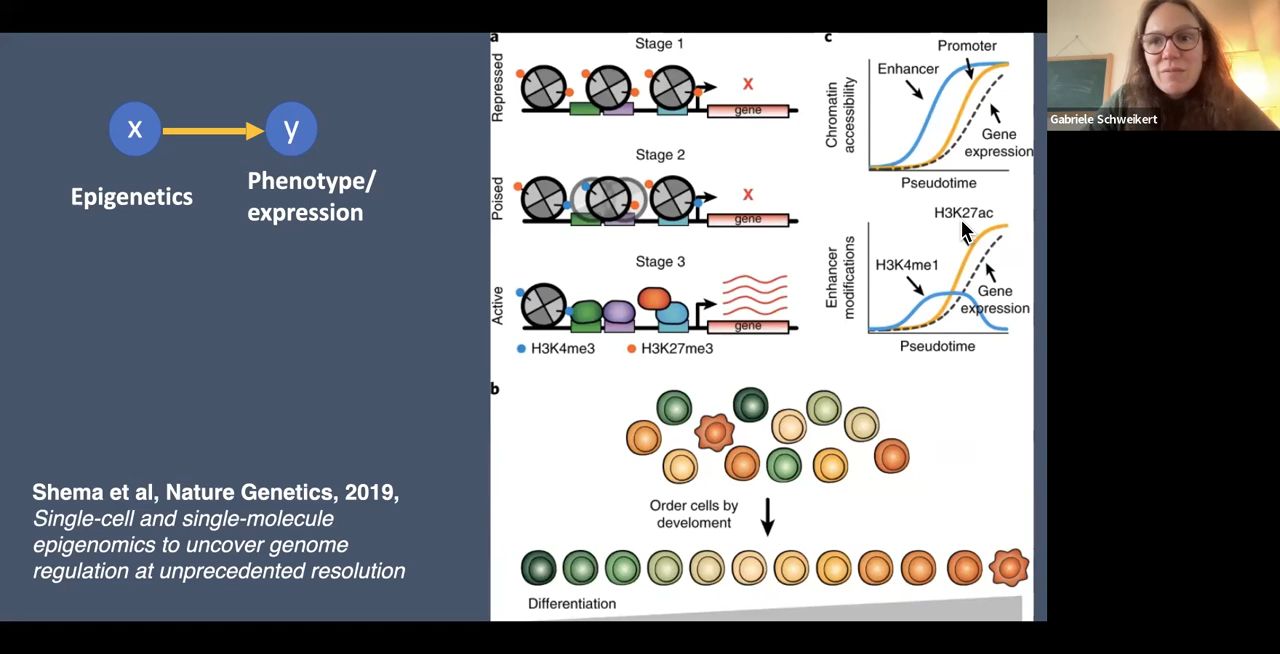 x
y
Epigenetics
Phenotype/
expression
Shema et al, Nature Genetics, 2019,
Single-cell and single-molecule
epigenomics to uncover genome
regulation at unprecedented resolution
a
Stage 1
Repressed
X
gene
Stage 2
Poised
X
gene
Stage 3
Active
gene
H3K4me3
H3K27me3
c
Promoter
Enhancer
Chromatin
accessibility
Gene
expression
Pseudotime
H3K27ac
H3K4me1
Enhancer
modifications
Gene
expression
Pseudotime
b
Order cells by
develoment
Differentiation
Gabriele Schweikert